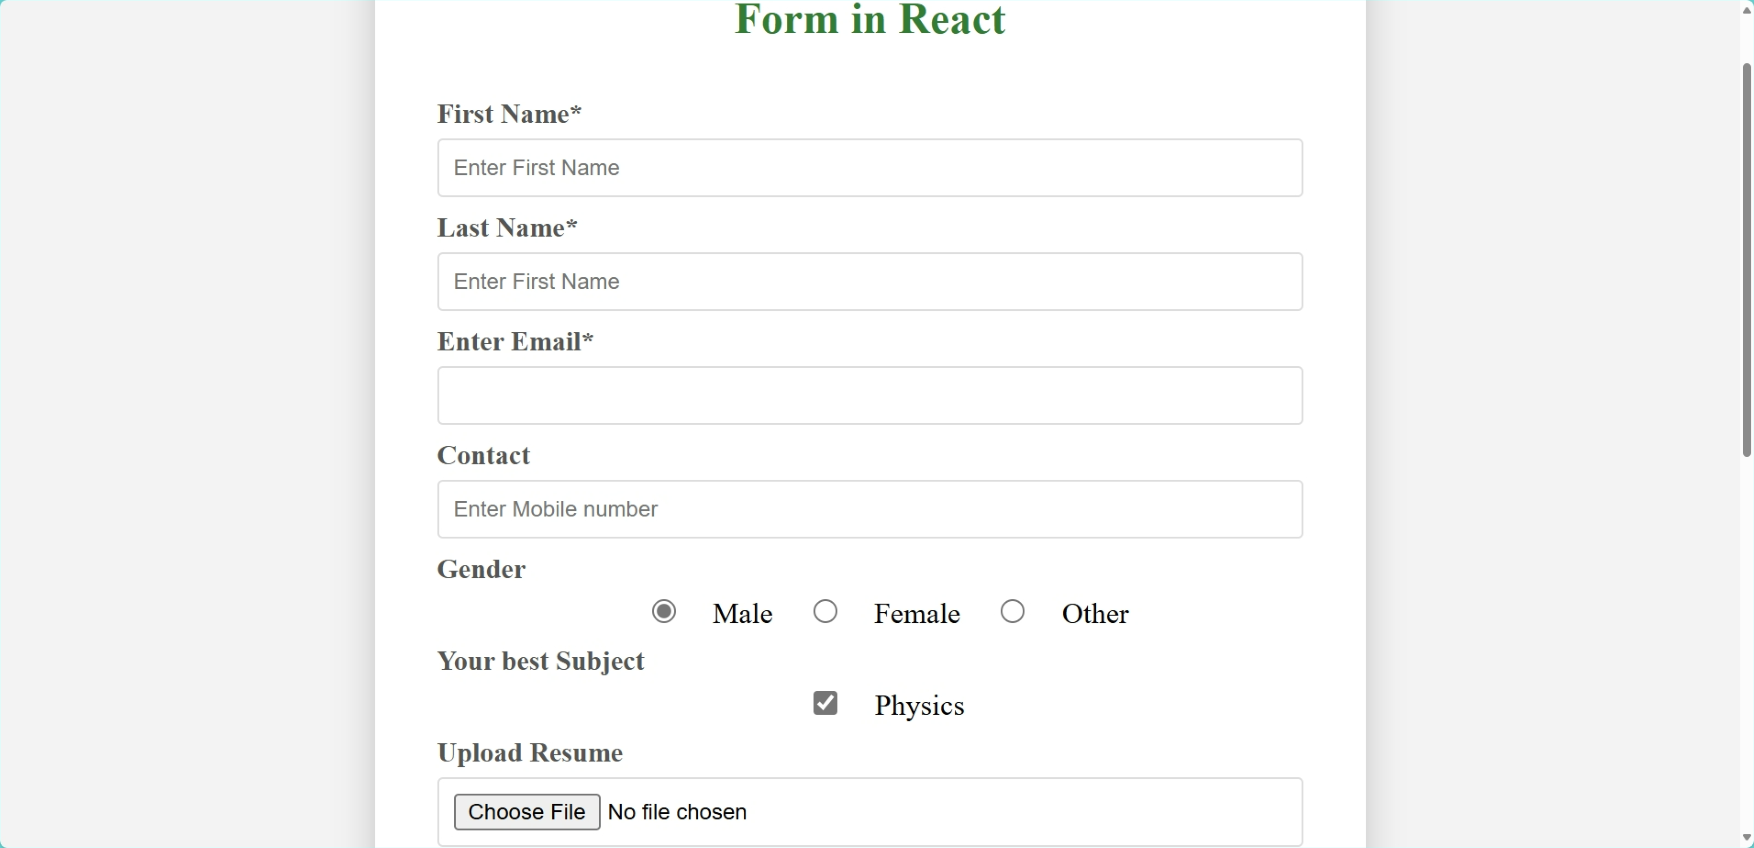 Form in React
First Name*
Enter First Name
Last Name*
Enter First Name
Enter Email*
Contact
Enter Mobile number
Gender
Male Female Other
Your best Subject
Physics
Upload Resume
Choose File No file chosen